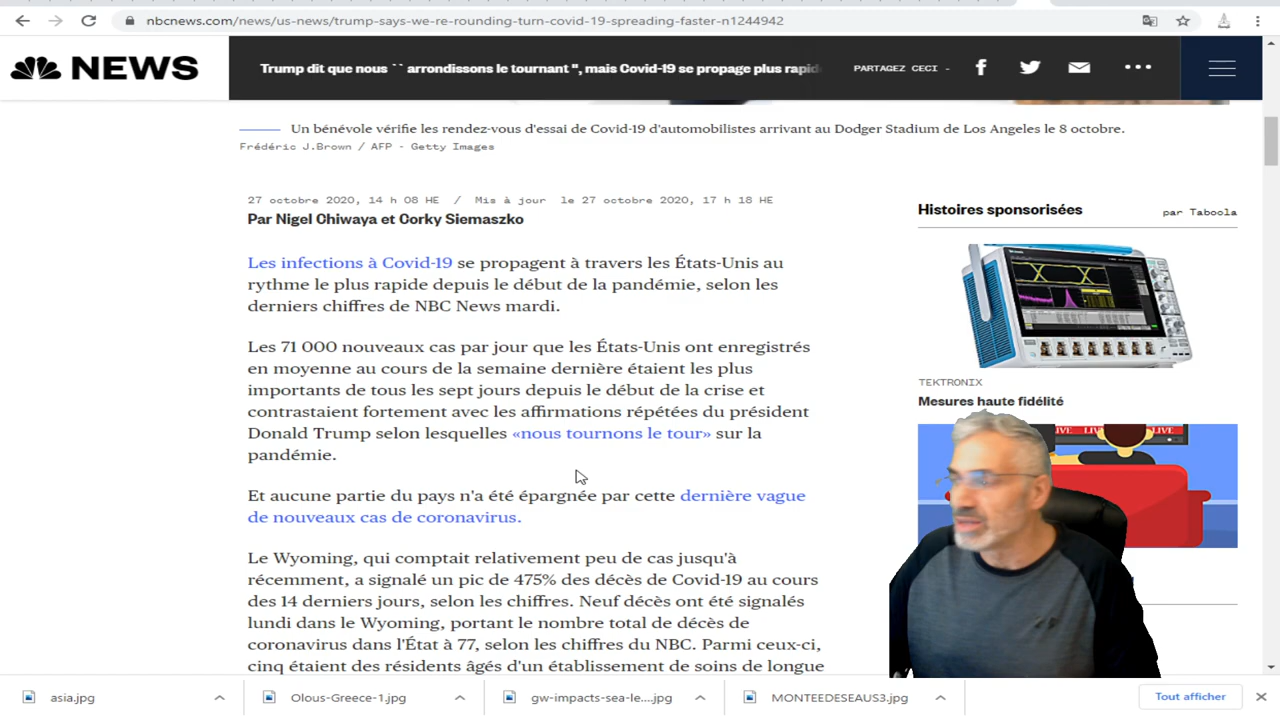 nbcnews.com/news/us-news/trump-says-we-re-rounding-turn-covid-19-spreading-faster-n1244942
NEWS
Trump dit que nous `` arrondissons le tournant ", mais Covid-19 se propage plus rapid
PARTAGEZ CECI -
Un bénévole vérifie les rendez-vous d'essai de Covid-19 d'automobilistes arrivant au Dodger Stadium de Los Angeles le 8 octobre.
Frédéric J.Brown / AFP - Getty Images
27 octobre 2020, 14 h 08 HE / Mis à jour le 27 octobre 2020, 17 h 18 HE
Par Nigel Chiwaya et Corky Siemaszko
Les infections à Covid-19 se propagent à travers les États-Unis au
rythme le plus rapide depuis le début de la pandémie, selon les
derniers chiffres de NBC News mardi.
Les 71 000 nouveaux cas par jour que les États-Unis ont enregistrés
en moyenne au cours de la semaine dernière étaient les plus
importants de tous les sept jours depuis le début de la crise et
contrastaient fortement avec les affirmations répétées du président
Donald Trump selon lesquelles «nous tournons le tour» sur la
pandémie.
Et aucune partie du pays n'a été épargnée par cette dernière vague
de nouveaux cas de coronavirus.
Le Wyoming, qui comptait relativement peu de cas jusqu'à
récemment, a signalé un pic de 475% des décès de Covid-19 au cours
des 14 derniers jours, selon les chiffres. Neuf décès ont été signalés
lundi dans le Wyoming, portant le nombre total de décès de
coronavirus dans l'État à 77, selon les chiffres du NBC. Parmi ceux-ci,
cinq étaient des résidents âgés d'un établissement de soins de longue
Histoires sponsorisées
par Taboola
TEKTRONIX
Mesures haute fidélité
LIVE LIVE
asia.jpg
Olous-Greece-1.jpg
gw-impacts-sea-le....jpg
MONTEEDESEAUS3.jpg
Tout afficher